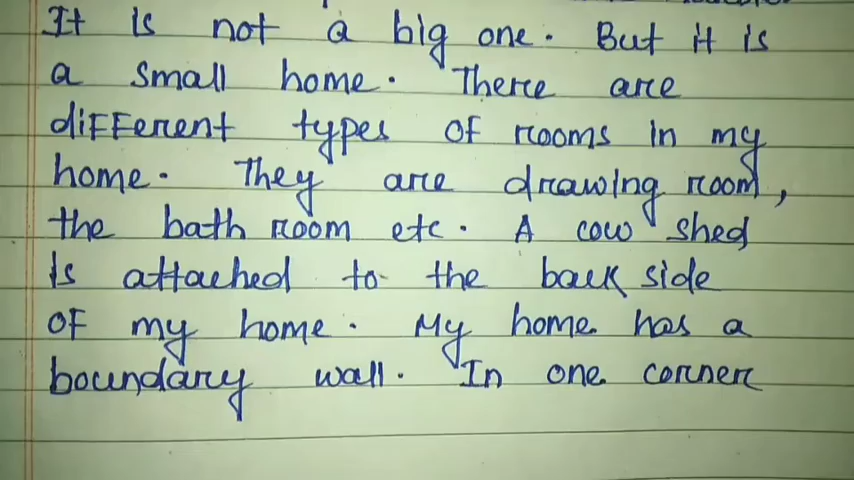 It is not a big one. But it is
a small home. There are
different types of rooms in my
home. They are drawing room,
the bath room etc. A cow shed
is attached to the back side
of my home. My home has a
boundary wall. In one corner